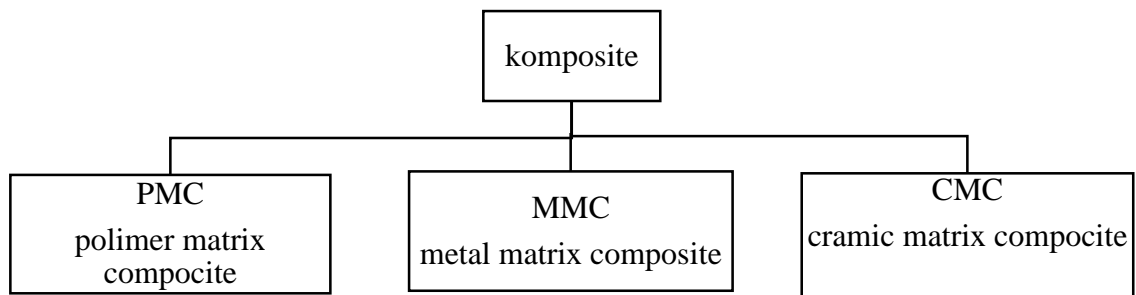 komposite
PMC
polimer matrix
compocite
MMC
metal matrix composite
CMC
cramic matrix compocite